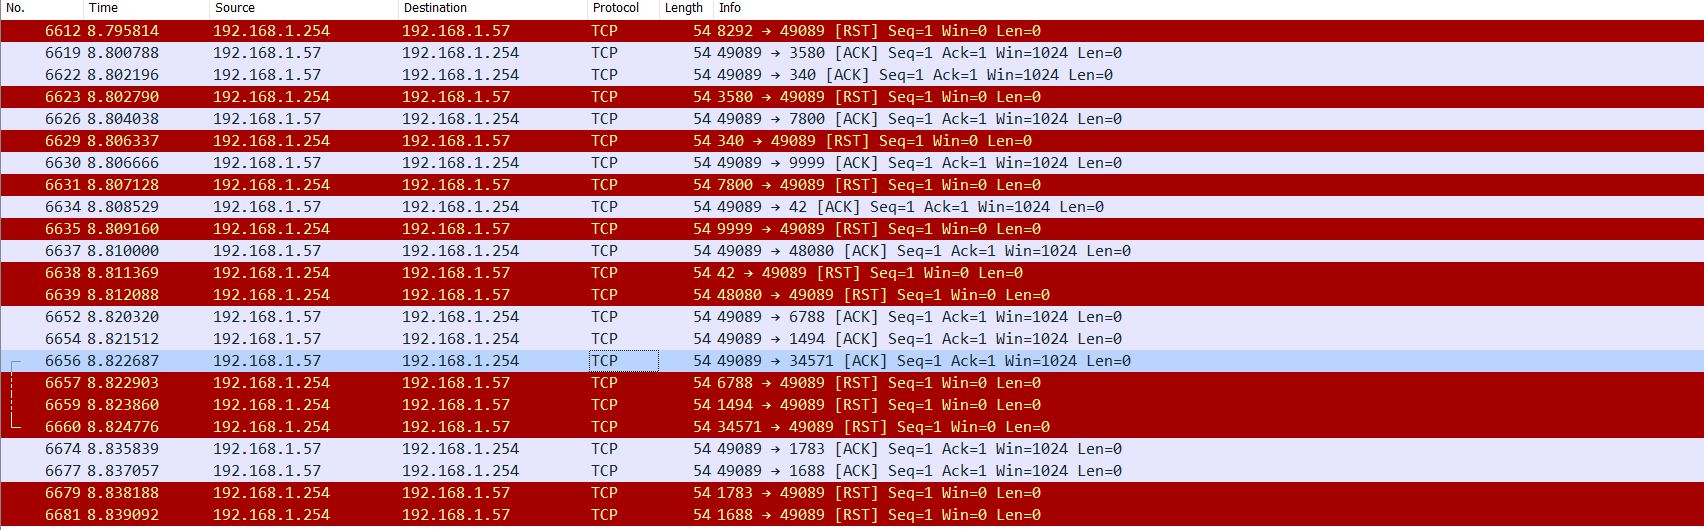 No. Time Source Destination Protocol Length Info
6612 8.795814 192.168.1.254 192.168.1.57 TCP 54 8292 → 49089 [RST] Seq=1 Win=0 Len=0
6619 8.800788 192.168.1.57 192.168.1.254 TCP 54 49089 → 3580 [ACK] Seq=1 Ack=1 Win=1024 Len=0
6622 8.802196 192.168.1.57 192.168.1.254 TCP 54 49089 → 340 [ACK] Seq=1 Ack=1 Win=1024 Len=0
6623 8.802790 192.168.1.254 192.168.1.57 TCP 54 3580 → 49089 [RST] Seq=1 Win=0 Len=0
6626 8.804038 192.168.1.57 192.168.1.254 TCP 54 49089 → 7800 [ACK] Seq=1 Ack=1 Win=1024 Len=0
6629 8.806337 192.168.1.254 192.168.1.57 TCP 54 340 → 49089 [RST] Seq=1 Win=0 Len=0
6630 8.806666 192.168.1.57 192.168.1.254 TCP 54 49089 → 9999 [ACK] Seq=1 Ack=1 Win=1024 Len=0
6631 8.807128 192.168.1.254 192.168.1.57 TCP 54 7800 → 49089 [RST] Seq=1 Win=0 Len=0
6634 8.808529 192.168.1.57 192.168.1.254 TCP 54 49089 → 42 [ACK] Seq=1 Ack=1 Win=1024 Len=0
6635 8.809160 192.168.1.254 192.168.1.57 TCP 54 9999 → 49089 [RST] Seq=1 Win=0 Len=0
6637 8.810000 192.168.1.57 192.168.1.254 TCP 54 49089 → 48080 [ACK] Seq=1 Ack=1 Win=1024 Len=0
6638 8.811369 192.168.1.254 192.168.1.57 TCP 54 42 → 49089 [RST] Seq=1 Win=0 Len=0
6639 8.812088 192.168.1.254 192.168.1.57 TCP 54 48080 → 49089 [RST] Seq=1 Win=0 Len=0
6652 8.820320 192.168.1.57 192.168.1.254 TCP 54 49089 → 6788 [ACK] Seq=1 Ack=1 Win=1024 Len=0
6654 8.821512 192.168.1.57 192.168.1.254 TCP 54 49089 → 1494 [ACK] Seq=1 Ack=1 Win=1024 Len=0
6656 8.822687 192.168.1.57 192.168.1.254 TCP 54 49089 → 34571 [ACK] Seq=1 Ack=1 Win=1024 Len=0
6657 8.822903 192.168.1.254 192.168.1.57 TCP 54 6788 → 49089 [RST] Seq=1 Win=0 Len=0
6659 8.823860 192.168.1.254 192.168.1.57 TCP 54 1494 → 49089 [RST] Seq=1 Win=0 Len=0
6660 8.824776 192.168.1.254 192.168.1.57 TCP 54 34571 → 49089 [RST] Seq=1 Win=0 Len=0
6674 8.835839 192.168.1.57 192.168.1.254 TCP 54 49089 → 1783 [ACK] Seq=1 Ack=1 Win=1024 Len=0
6677 8.837057 192.168.1.57 192.168.1.254 TCP 54 49089 → 1688 [ACK] Seq=1 Ack=1 Win=1024 Len=0
6679 8.838188 192.168.1.254 192.168.1.57 TCP 54 1783 → 49089 [RST] Seq=1 Win=0 Len=0
6681 8.839092 192.168.1.254 192.168.1.57 TCP 54 1688 → 49089 [RST] Seq=1 Win=0 Len=0